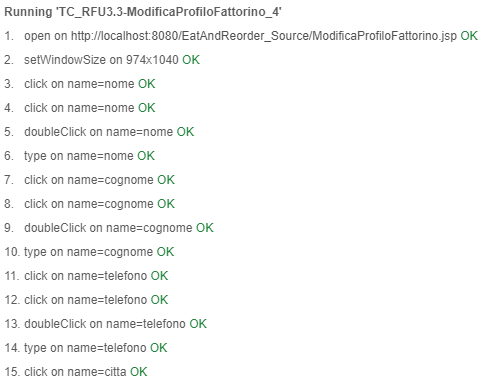 Running 'TC_RFU3.3-ModificaProfiloFattorino_4'
1. open on http://localhost:8080/EatAndReorder_Source/ModificaProfiloFattorino.jsp OK
2. setWindowSize on 974x1040 OK
3. click on name=nome OK
4. click on name=nome OK
5. doubleClick on name=nome OK
6. type on name=nome OK
7. click on name=cognome OK
8. click on name=cognome OK
9. doubleClick on name=cognome OK
10. type on name=cognome OK
11. click on name=telefono OK
12. click on name=telefono OK
13. doubleClick on name=telefono OK
14. type on name=telefono OK
15. click on name=citta OK